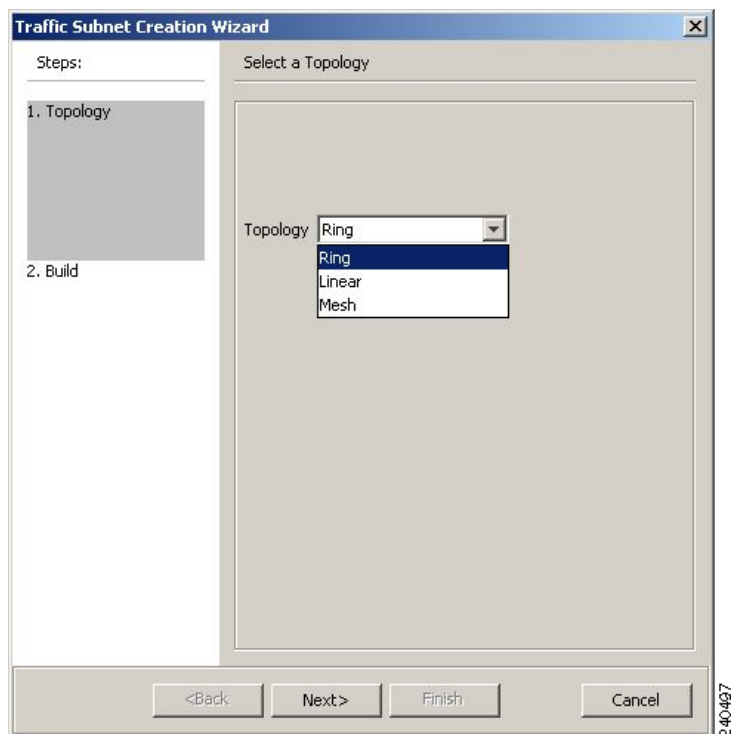 Traffic Subnet Creation Wizard
Steps:
Select a Topology
1. Topology
Topology Ring
Ring
Linear
Mesh
2. Build
<Back
Next>
Finish
Cancel
240497